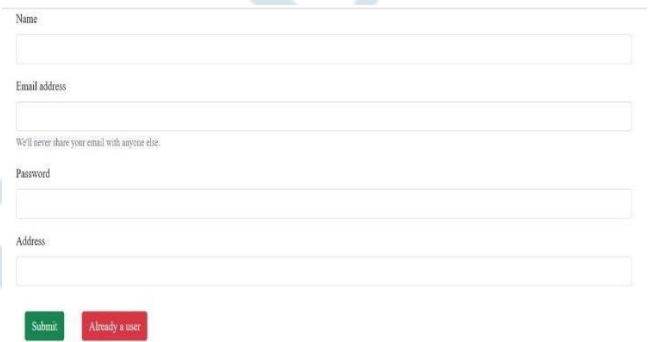 Name
Email address
We'll never share your email with anyone else.
Password
Address
Submit Already a user